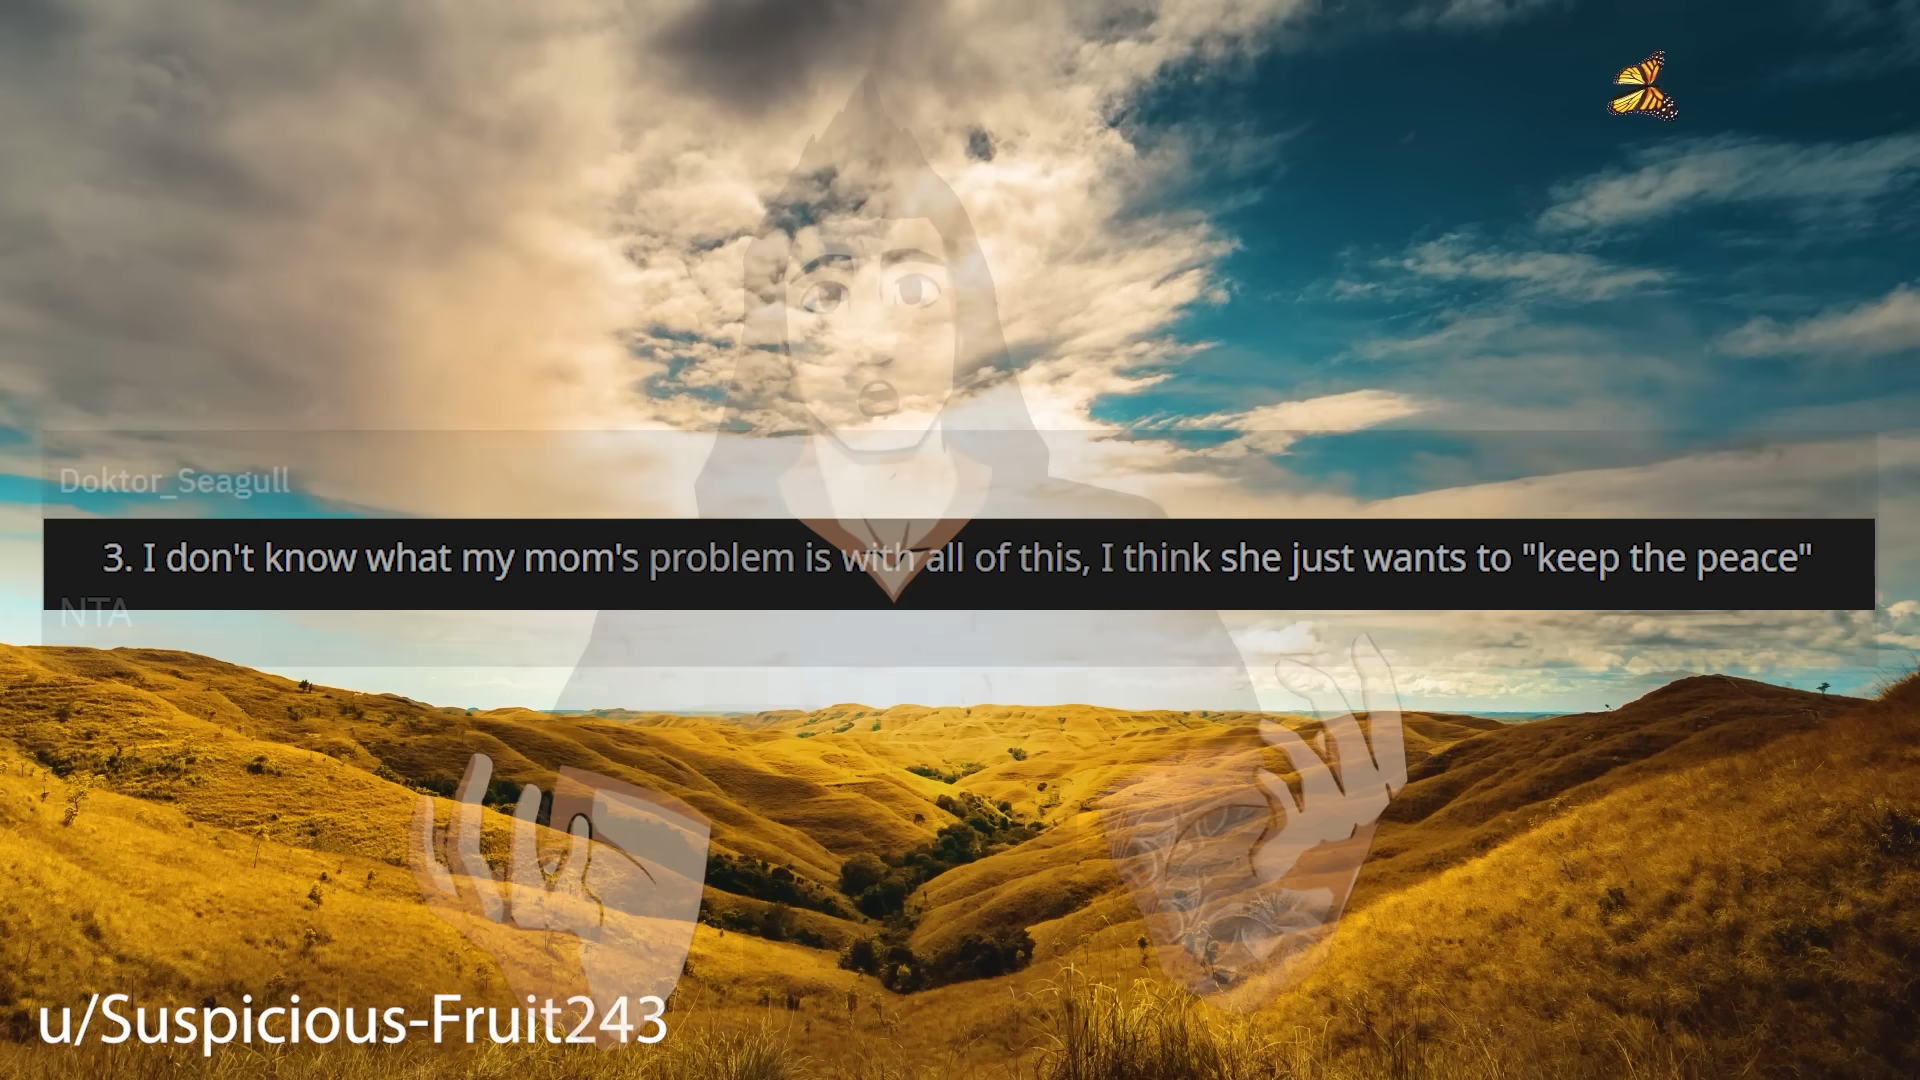 Doktor_Seagull
3. I don't know what my mom's problem is with all of this, I think she just wants to "keep the peace"
NTA
u/Suspicious-Fruit243